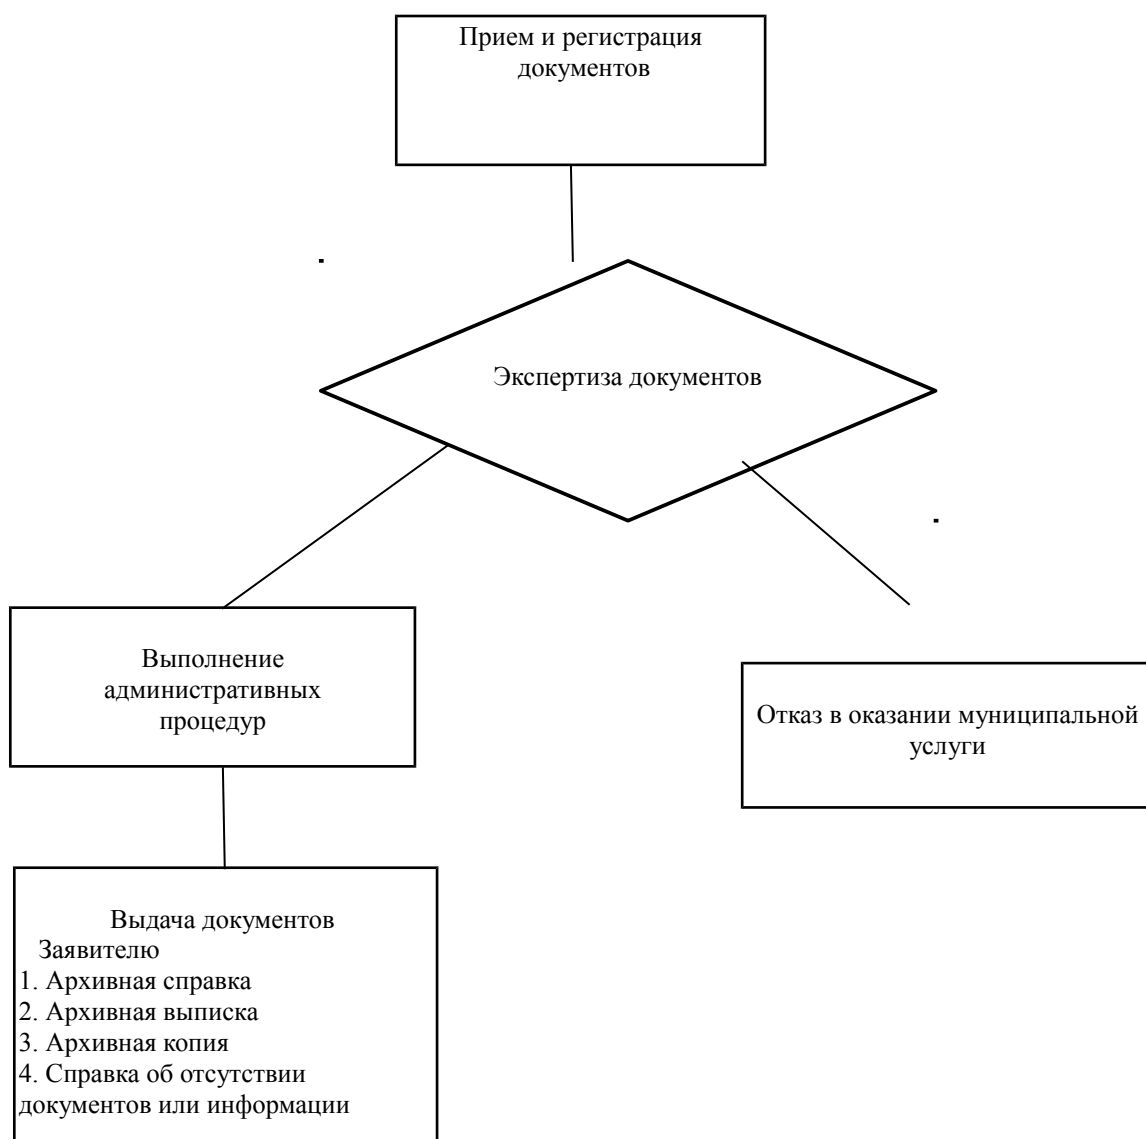 Прием и регистрация
документов
Экспертиза документов
Выполнение
административных
процедур
Отказ в оказании муниципальной
услуги
Выдача документов
Заявителю
1. Архивная справка
2. Архивная выписка
3. Архивная копия
4. Справка об отсутствии
документов или информации